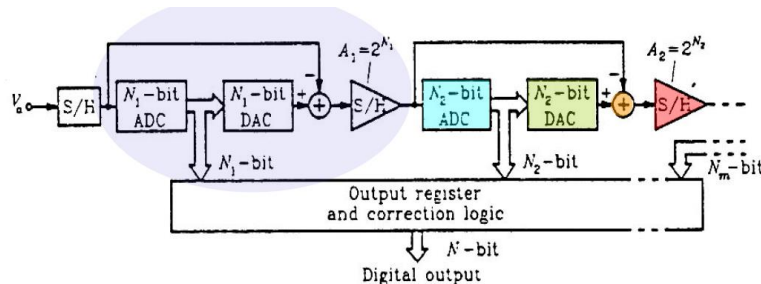 A₁=2^N₁
A₂=2^N₂
Vₐ
S/H
N₁-bit
ADC
N₁-bit
DAC
−
+
+
S/H
N₂-bit
ADC
N₂-bit
DAC
−
+
+
S/H
N₁-bit
N₂-bit
Nₘ-bit
Output register
and correction logic
N-bit
Digital output